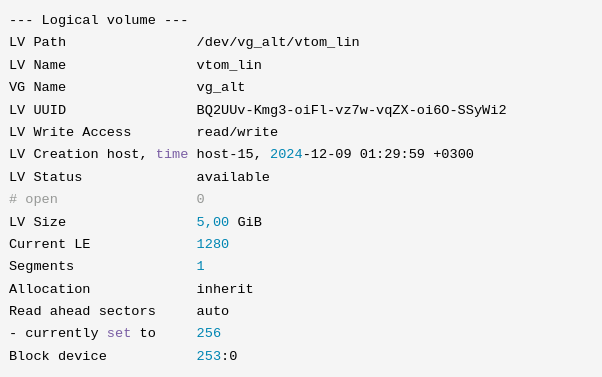 --- Logical volume ---
LV Path                /dev/vg_alt/vtom_lin
LV Name                vtom_lin
VG Name                vg_alt
LV UUID                BQ2UUv-Kmg3-oiFl-vz7w-vqZX-oi6O-SSyWi2
LV Write Access        read/write
LV Creation host, time host-15, 2024-12-09 01:29:59 +0300
LV Status              available
# open                 0
LV Size                5,00 GiB
Current LE             1280
Segments               1
Allocation             inherit
Read ahead sectors     auto
- currently set to     256
Block device           253:0